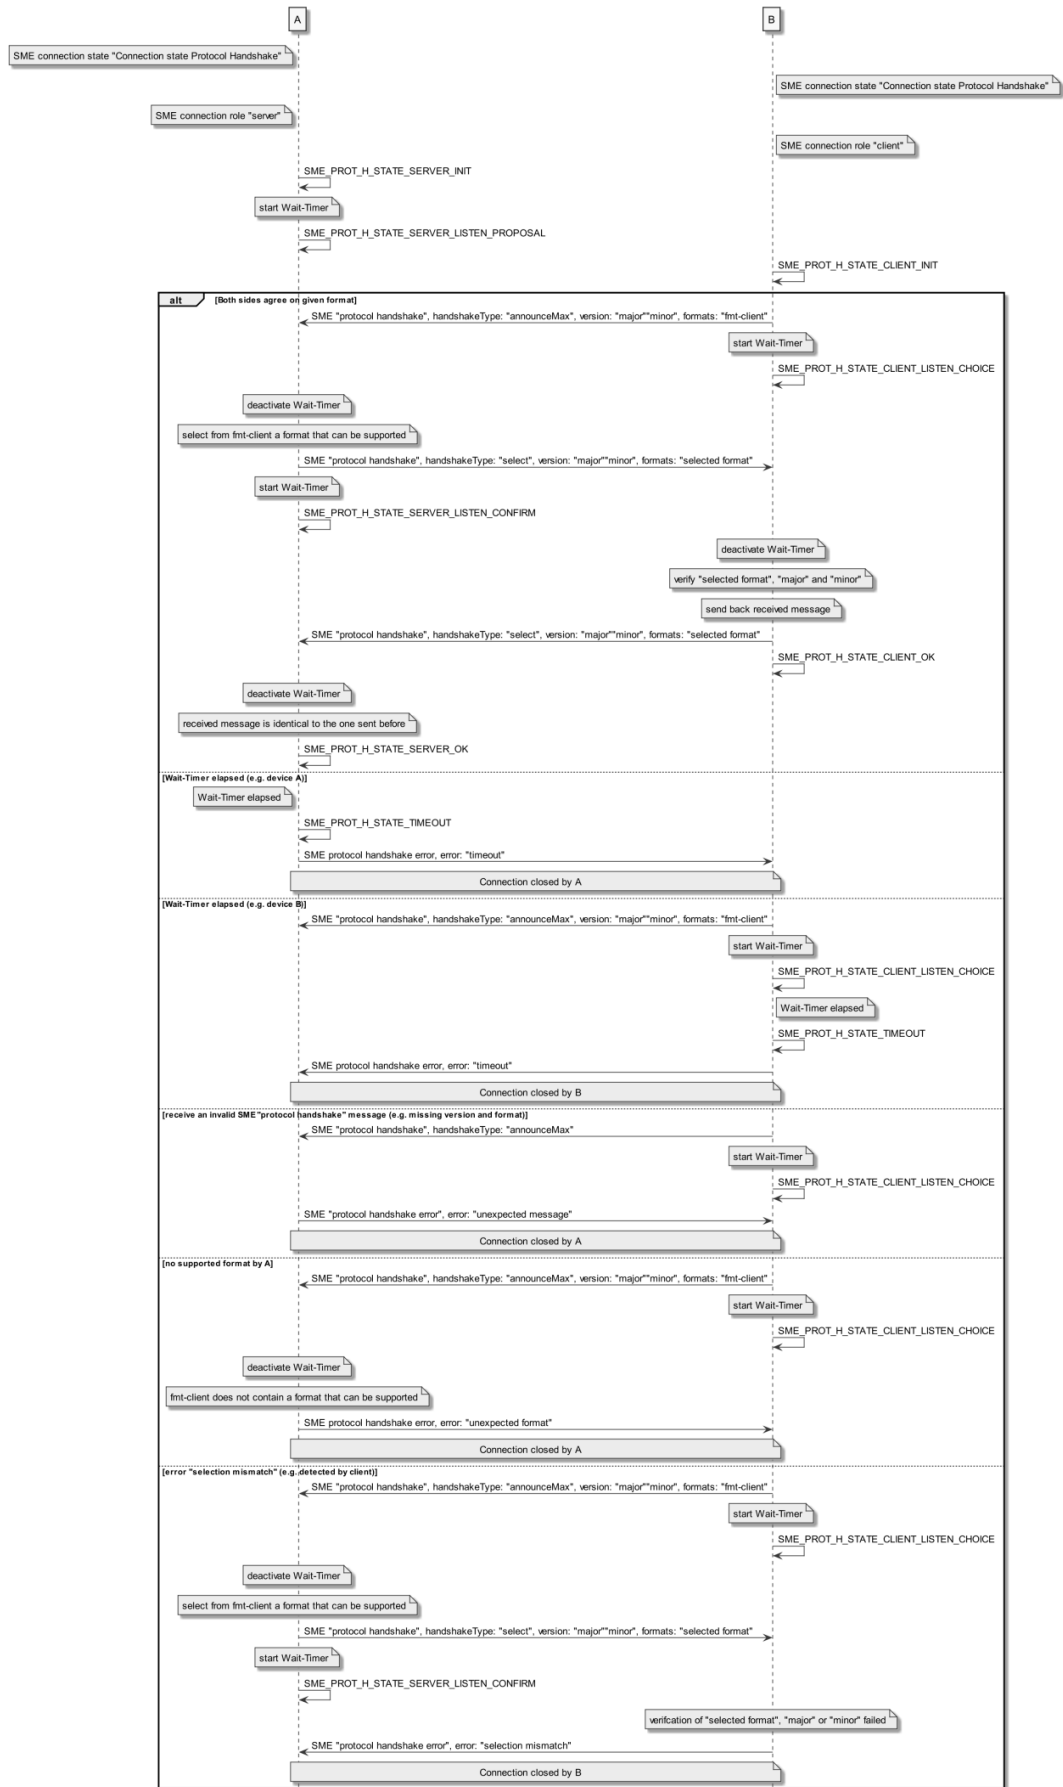 A
B
SME connection state "Connection state Protocol Handshake"
SME connection state "Connection state Protocol Handshake"
SME connection role "server"
SME connection role "client"
SME_PROT_H_STATE_SERVER_INIT
start Wait-Timer
SME_PROT_H_STATE_SERVER_LISTEN_PROPOSAL
SME_PROT_H_STATE_CLIENT_INIT
alt [Both sides agree on given format]
SME "protocol handshake", handshakeType: "announceMax", version: "major""minor", formats: "fmt-client"
start Wait-Timer
SME_PROT_H_STATE_CLIENT_LISTEN_CHOICE
deactivate Wait-Timer
select from fmt-client a format that can be supported
SME "protocol handshake", handshakeType: "select", version: "major""minor", formats: "selected format"
start Wait-Timer
SME_PROT_H_STATE_SERVER_LISTEN_CONFIRM
deactivate Wait-Timer
verify "selected format", "major" and "minor"
send back received message
SME "protocol handshake", handshakeType: "select", version: "major""minor", formats: "selected format"
SME_PROT_H_STATE_CLIENT_OK
deactivate Wait-Timer
received message is identical to the one sent before
SME_PROT_H_STATE_SERVER_OK
[Wait-Timer elapsed (e.g. device A)]
Wait-Timer elapsed
SME_PROT_H_STATE_TIMEOUT
SME protocol handshake error, error: "timeout"
Connection closed by A
[Wait-Timer elapsed (e.g. device B)]
SME "protocol handshake", handshakeType: "announceMax", version: "major""minor", formats: "fmt-client"
start Wait-Timer
SME_PROT_H_STATE_CLIENT_LISTEN_CHOICE
Wait-Timer elapsed
SME_PROT_H_STATE_TIMEOUT
SME protocol handshake error, error: "timeout"
Connection closed by B
[receive an invalid SME "protocol handshake" message (e.g. missing version and format)]
SME "protocol handshake", handshakeType: "announceMax"
start Wait-Timer
SME_PROT_H_STATE_CLIENT_LISTEN_CHOICE
SME "protocol handshake error", error: "unexpected message"
Connection closed by A
[no supported format by A]
SME "protocol handshake", handshakeType: "announceMax", version: "major""minor", formats: "fmt-client"
start Wait-Timer
SME_PROT_H_STATE_CLIENT_LISTEN_CHOICE
deactivate Wait-Timer
fmt-client does not contain a format that can be supported
SME protocol handshake error, error: "unexpected format"
Connection closed by A
[error "selection mismatch" (e.g. detected by client)]
SME "protocol handshake", handshakeType: "announceMax", version: "major""minor", formats: "fmt-client"
start Wait-Timer
SME_PROT_H_STATE_CLIENT_LISTEN_CHOICE
deactivate Wait-Timer
select from fmt-client a format that can be supported
SME "protocol handshake", handshakeType: "select", version: "major""minor", formats: "selected format"
start Wait-Timer
SME_PROT_H_STATE_SERVER_LISTEN_CONFIRM
verifcation of "selected format", "major" or "minor" failed
SME "protocol handshake error", error: "selection mismatch"
Connection closed by B